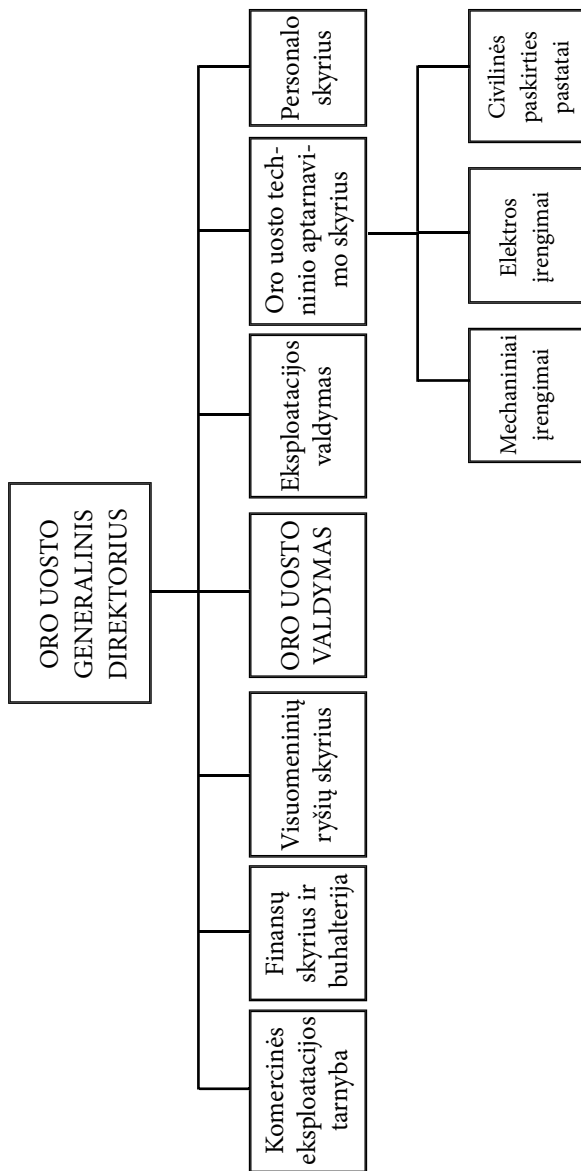 ORO UOSTO
GENERALINIS
DIREKTORIUS
Komercinės
eksploatacijos
tarnyba
Finansų
skyrius ir
buhalterija
Visuomeninių
ryšių skyrius
ORO UOSTO
VALDYMAS
Eksploatacijos
valdymas
Oro uosto tech-
ninio aptarnavi-
mo skyrius
Personalo
skyrius
Mechaniniai
įrengimai
Elektros
įrengimai
Civilinės
paskirties
pastatai